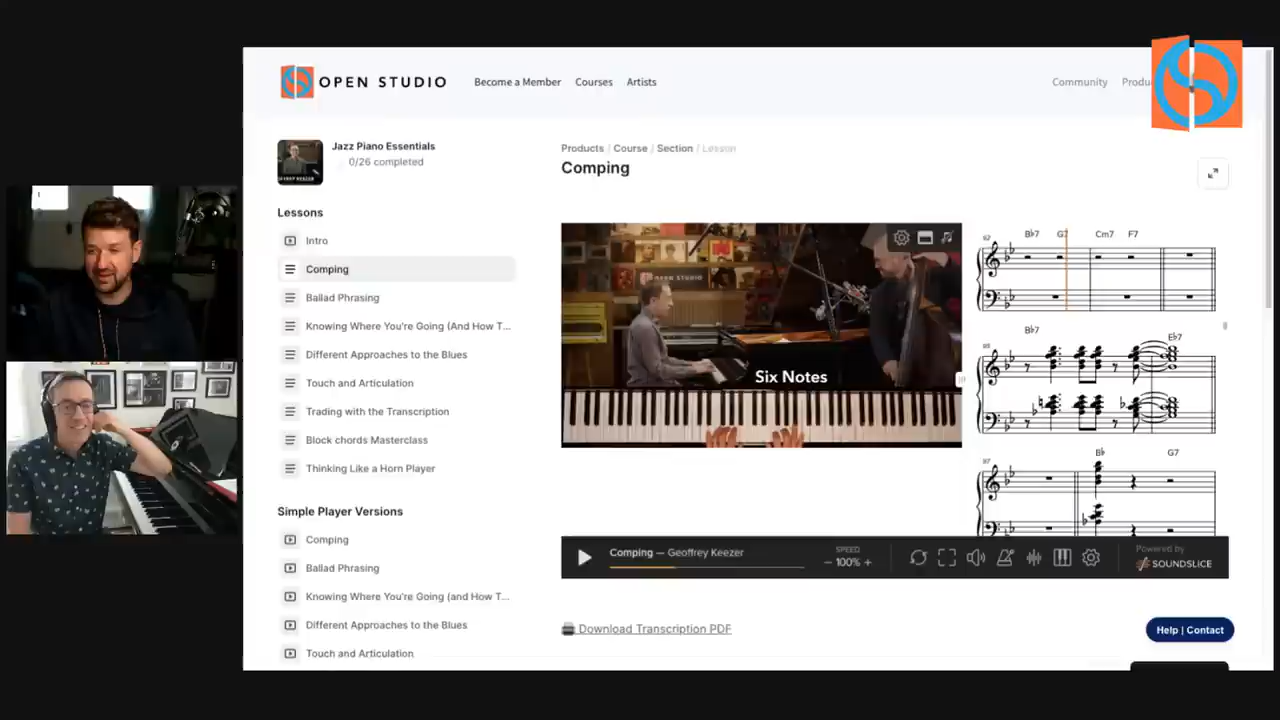 OPEN STUDIO
Become a Member
Courses
Artists
Community
Jazz Piano Essentials
0/26 completed
Lessons
Intro
Comping
Ballad Phrasing
Knowing Where You're Going (And How T...
Different Approaches to the Blues
Touch and Articulation
Trading with the Transcription
Block chords Masterclass
Thinking Like a Horn Player
Simple Player Versions
Comping
Ballad Phrasing
Knowing Where You're Going (and How T...
Different Approaches to the Blues
Touch and Articulation
Products / Course / Section / Lesson
Comping
OPEN STUDIO
Six Notes
B♭7 G7 Cm7 F7
B♭7 E♭7
97
B♭ G7
Comping — Geoffrey Keezer
SPEED
– 100% +
Powered by
SOUNDSLICE
Download Transcription PDF
Help | Contact